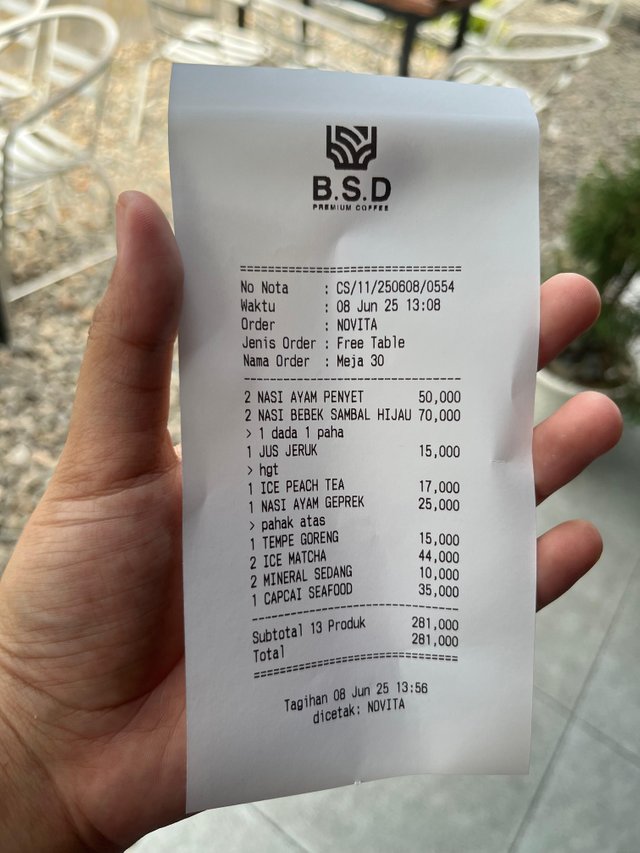 B.S.D
PREMIUM COFFEE
==========================================
No Nota : CS/11/250608/0554
Waktu : 08 Jun 25 13:08
Order : NOVITA
Jenis Order : Free Table
Nama Order : Meja 30
------------------------------------------
2 NASI AYAM PENYET 50,000
2 NASI BEBEK SAMBAL HIJAU 70,000
> 1 dada 1 paha
1 JUS JERUK 15,000
> hgt
1 ICE PEACH TEA 17,000
1 NASI AYAM GEPREK 25,000
> pahak atas
1 TEMPE GORENG 15,000
2 ICE MATCHA 44,000
2 MINERAL SEDANG 10,000
1 CAPCAI SEAFOOD 35,000
------------------------------------------
Subtotal 13 Produk 281,000
Total 281,000
==========================================
Tagihan 08 Jun 25 13:56
dicetak: NOVITA